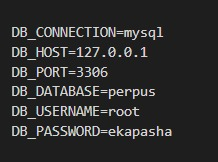 DB_CONNECTION=mysql
DB_HOST=127.0.0.1
DB_PORT=3306
DB_DATABASE=perpus
DB_USERNAME=root
DB_PASSWORD=ekapasha